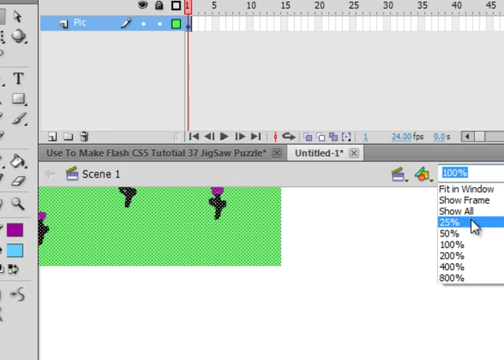 1 5 10 15 20 25 30 35 40 45
Pic
1 24.00fps 0.0s
Use To Make Flash CS5 Tutotial 37 JigSaw Puzzle* Untitled-1*
Scene 1 100%
Fit in Window
Show Frame
Show All
25%
50%
100%
200%
400%
800%